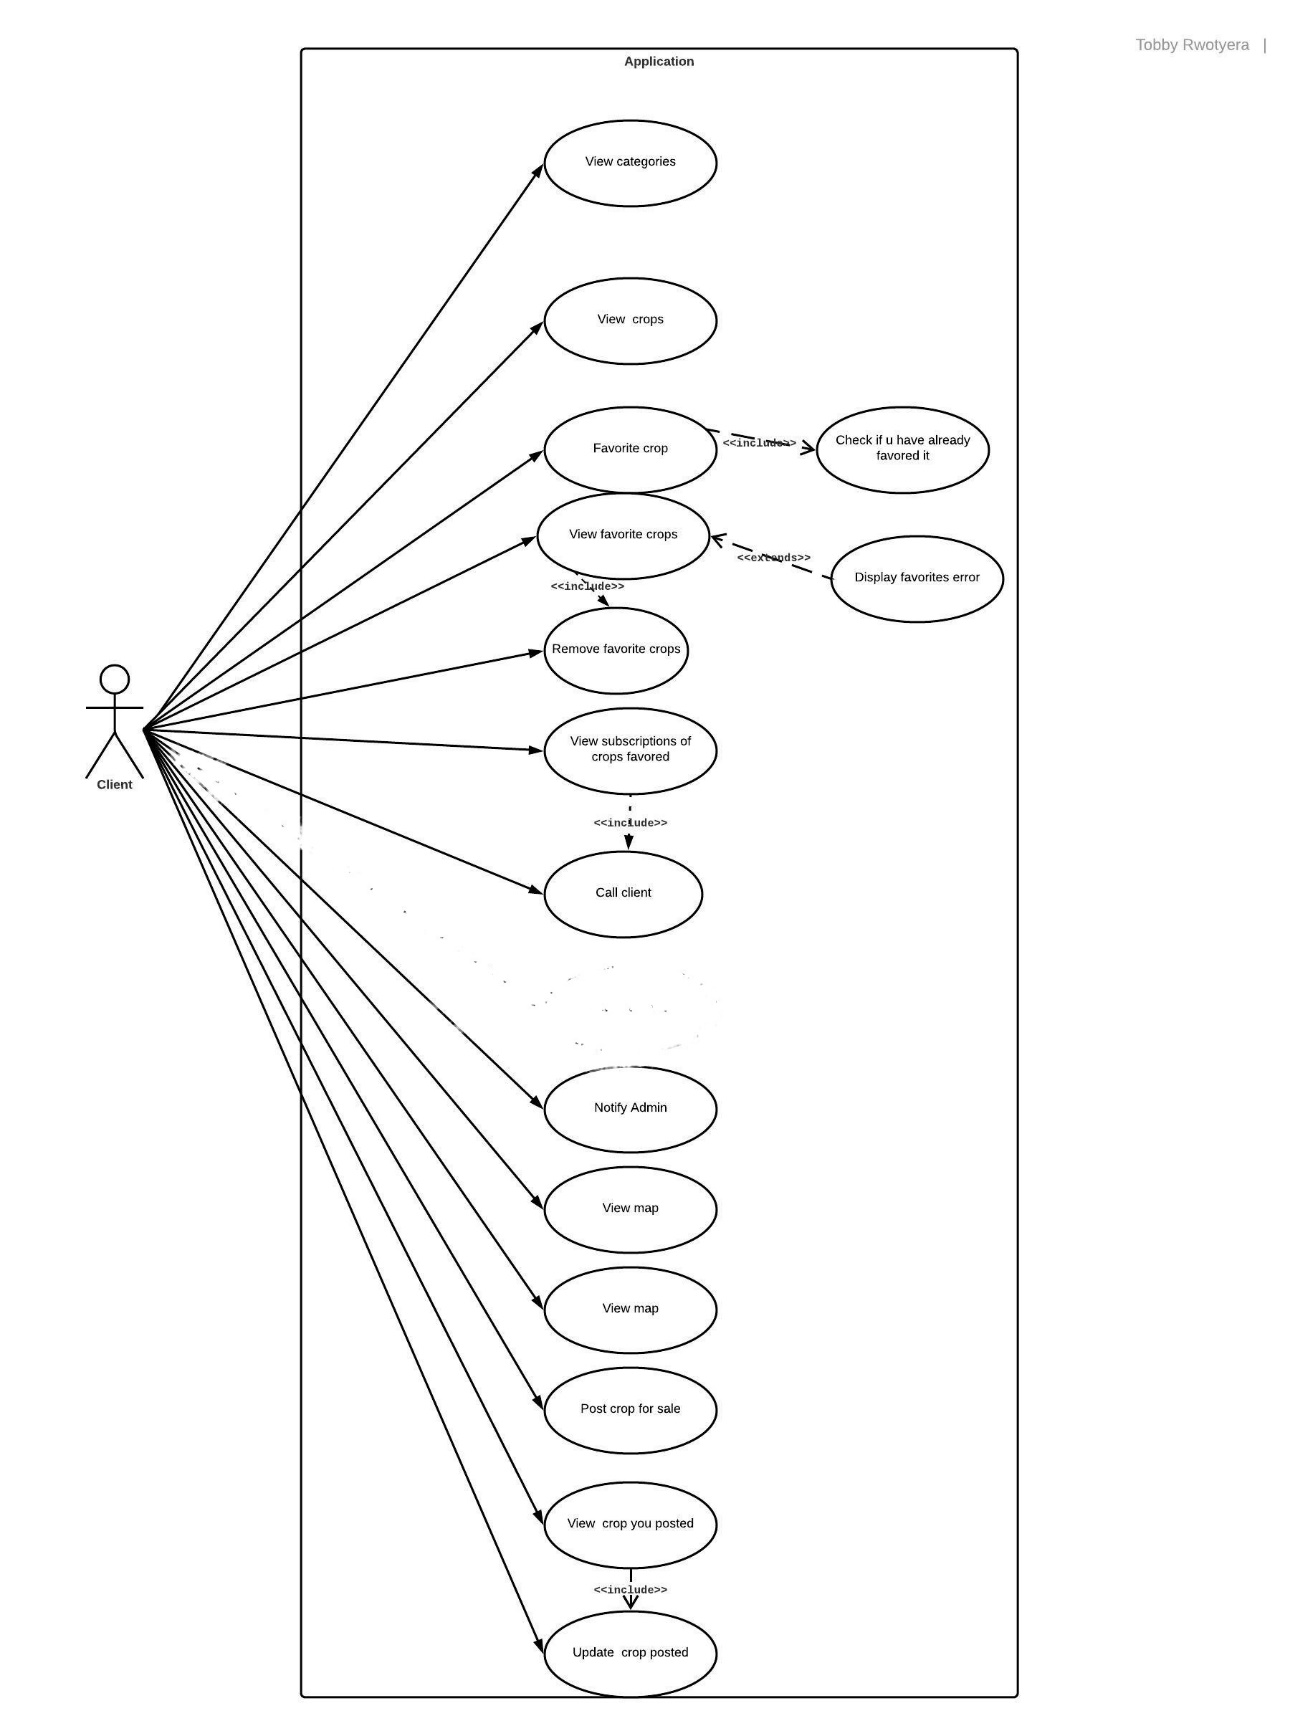 Tobby Rwotyera |
Application
View categories
View crops
Favorite crop
<<include>>
Check if u have already
favored it
View favorite crops
<<extends>>
Display favorites error
<<include>>
Remove favorite crops
View subscriptions of
crops favored
Client
<<include>>
Call client
Notify Admin
View map
View map
Post crop for sale
View crop you posted
<<include>>
Update crop posted